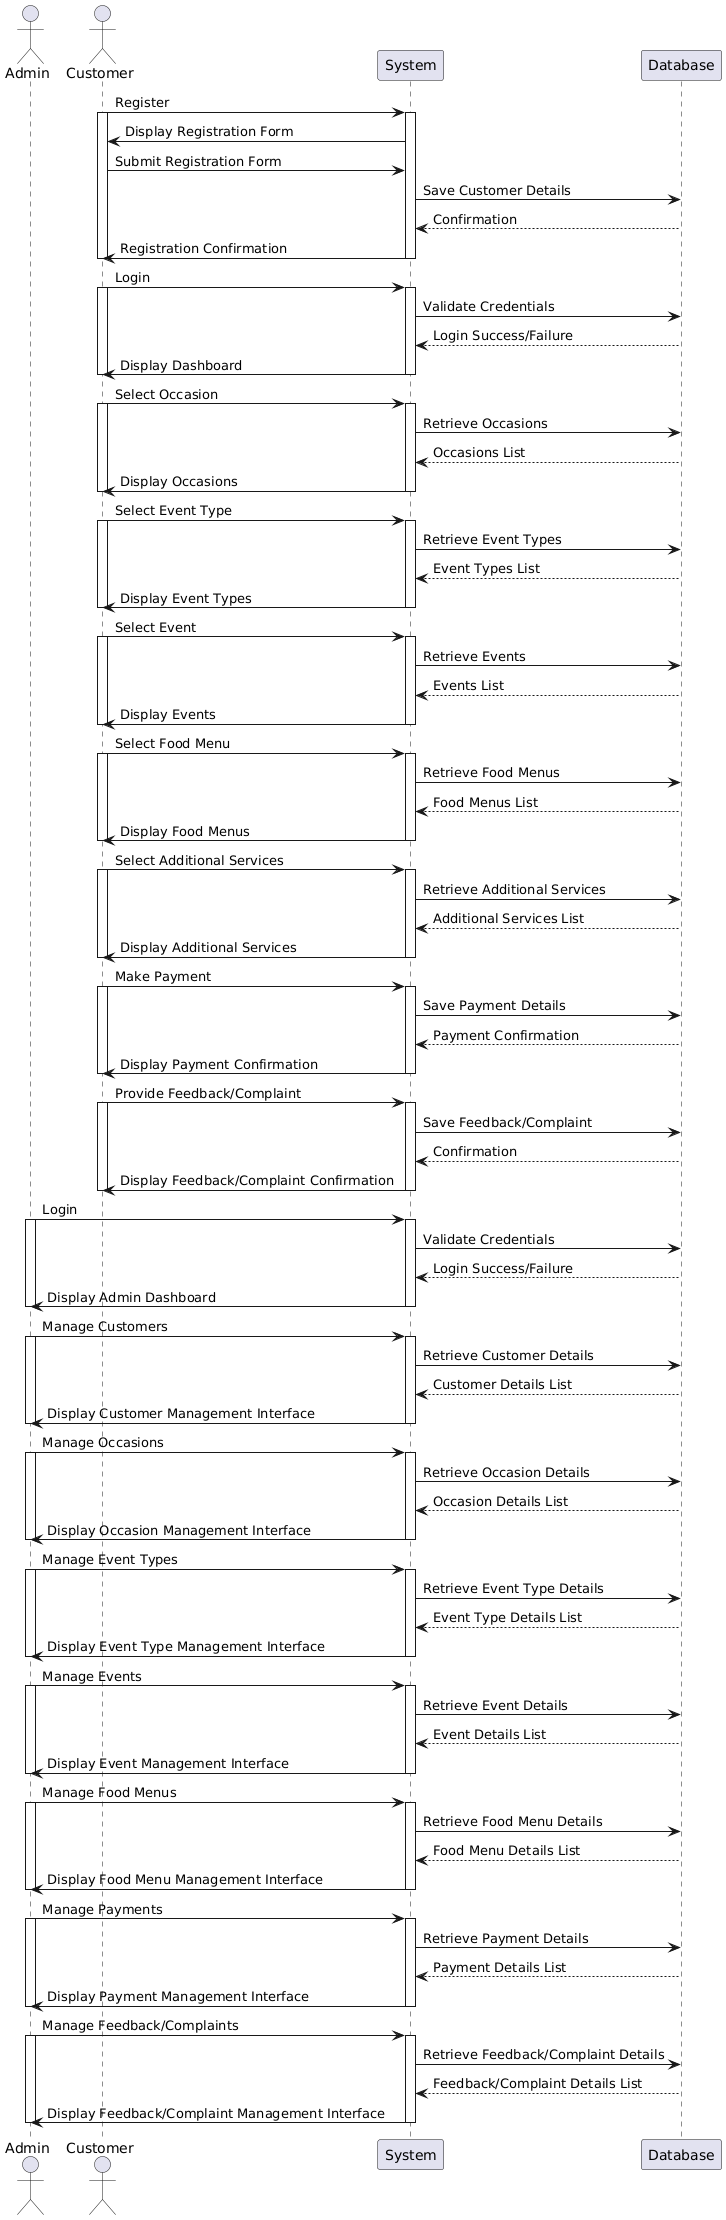 Admin
Customer
System
Database
Register
Display Registration Form
Submit Registration Form
Save Customer Details
Confirmation
Registration Confirmation
Login
Validate Credentials
Login Success/Failure
Display Dashboard
Select Occasion
Retrieve Occasions
Occasions List
Display Occasions
Select Event Type
Retrieve Event Types
Event Types List
Display Event Types
Select Event
Retrieve Events
Events List
Display Events
Select Food Menu
Retrieve Food Menus
Food Menus List
Display Food Menus
Select Additional Services
Retrieve Additional Services
Additional Services List
Display Additional Services
Make Payment
Save Payment Details
Payment Confirmation
Display Payment Confirmation
Provide Feedback/Complaint
Save Feedback/Complaint
Confirmation
Display Feedback/Complaint Confirmation
Login
Validate Credentials
Login Success/Failure
Display Admin Dashboard
Manage Customers
Retrieve Customer Details
Customer Details List
Display Customer Management Interface
Manage Occasions
Retrieve Occasion Details
Occasion Details List
Display Occasion Management Interface
Manage Event Types
Retrieve Event Type Details
Event Type Details List
Display Event Type Management Interface
Manage Events
Retrieve Event Details
Event Details List
Display Event Management Interface
Manage Food Menus
Retrieve Food Menu Details
Food Menu Details List
Display Food Menu Management Interface
Manage Payments
Retrieve Payment Details
Payment Details List
Display Payment Management Interface
Manage Feedback/Complaints
Retrieve Feedback/Complaint Details
Feedback/Complaint Details List
Display Feedback/Complaint Management Interface
Admin
Customer
System
Database